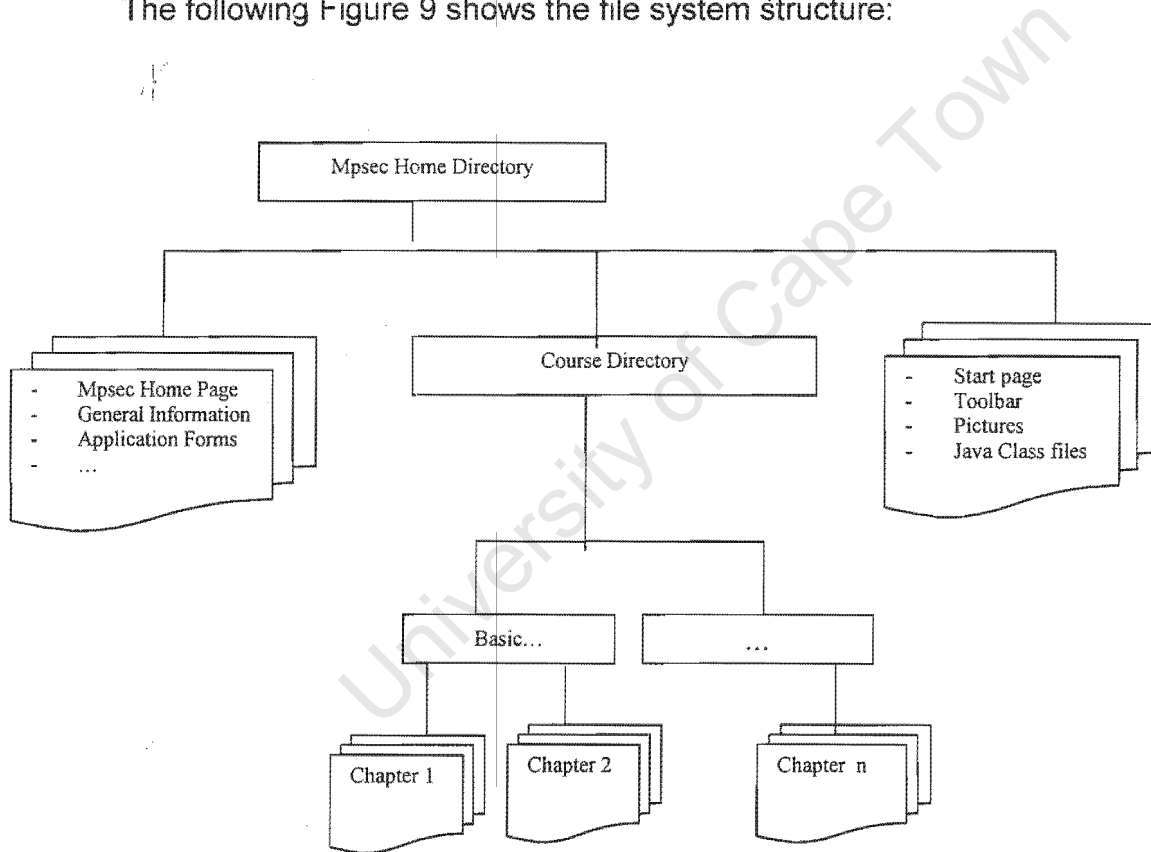 The following Figure 9 shows the file system structure:
Mpsec Home Directory
- Mpsec Home Page
- General Information
- Application Forms
- ...
Course Directory
- Start page
- Toolbar
- Pictures
- Java Class files
Basic...
...
Chapter 1
Chapter 2
Chapter n
University of Cape Town